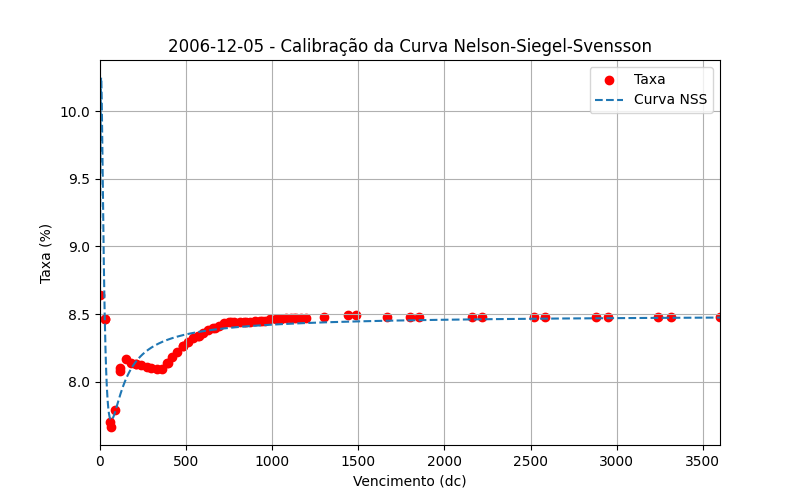 2006-12-05 - Calibração da Curva Nelson-Siegel-Svensson
Taxa
Curva NSS
Taxa (%)
10.0
9.5
9.0
8.5
8.0
0 500 1000 1500 2000 2500 3000 3500
Vencimento (dc)